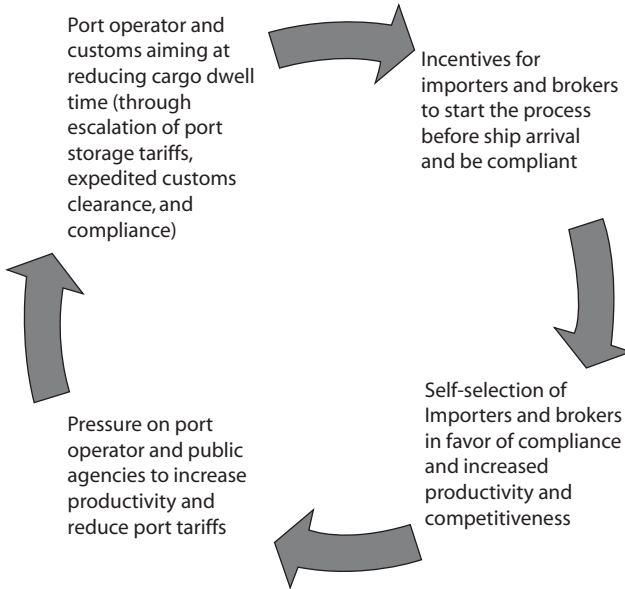 Port operator and
customs aiming at
reducing cargo dwell
time (through
escalation of port
storage tariffs,
expedited customs
clearance, and
compliance)
Incentives for
importers and brokers
to start the process
before ship arrival
and be compliant
Self-selection of
Importers and brokers
in favor of compliance
and increased
productivity and
competitiveness
Pressure on port
operator and public
agencies to increase
productivity and
reduce port tariffs